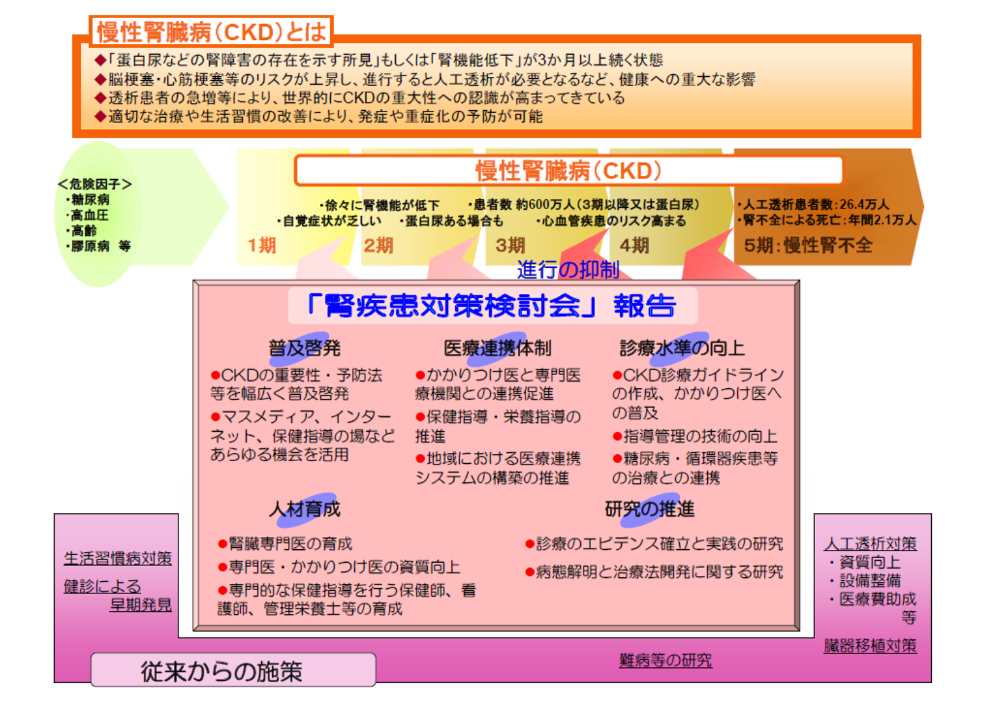 慢性腎臓病(CKD)とは
◆「蛋白尿などの腎障害の存在を示す所見」もしくは「腎機能低下」が3か月以上続く状態
◆脳梗塞・心筋梗塞等のリスクが上昇し、進行すると人工透析が必要となるなど、健康への重大な影響
◆透析患者の急増等により、世界的にCKDの重大性への認識が高まってきている
◆適切な治療や生活習慣の改善により、発症や重症化の予防が可能
＜危険因子＞
・糖尿病
・高血圧
・高齢
・膠原病 等
慢性腎臓病(CKD)
・徐々に腎機能が低下 ・患者数 約600万人(3期以降又は蛋白尿)
・自覚症状が乏しい ・蛋白尿ある場合も ・心血管疾患のリスク高まる
・人工透析患者数:26.4万人
・腎不全による死亡:年間2.1万人
1期 2期 3期 4期 5期:慢性腎不全
進行の抑制
「腎疾患対策検討会」報告
普及啓発
●CKDの重要性・予防法
等を幅広く普及啓発
●マスメディア、インター
ネット、保健指導の場など
あらゆる機会を活用
医療連携体制
●かかりつけ医と専門医
療機関との連携促進
●保健指導・栄養指導の
推進
●地域における医療連携
システムの構築の推進
診療水準の向上
●CKD診療ガイドライン
の作成、かかりつけ医へ
の普及
●指導管理の技術の向上
●糖尿病・循環器疾患等
の治療との連携
人材育成
●腎臓専門医の育成
●専門医・かかりつけ医の資質向上
●専門的な保健指導を行う保健師、看
護師、管理栄養士等の育成
研究の推進
●診療のエビデンス確立と実践の研究
●病態解明と治療法開発に関する研究
生活習慣病対策
健診による
早期発見
人工透析対策
・資質向上
・設備整備
・医療費助成
等
臓器移植対策
難病等の研究
従来からの施策